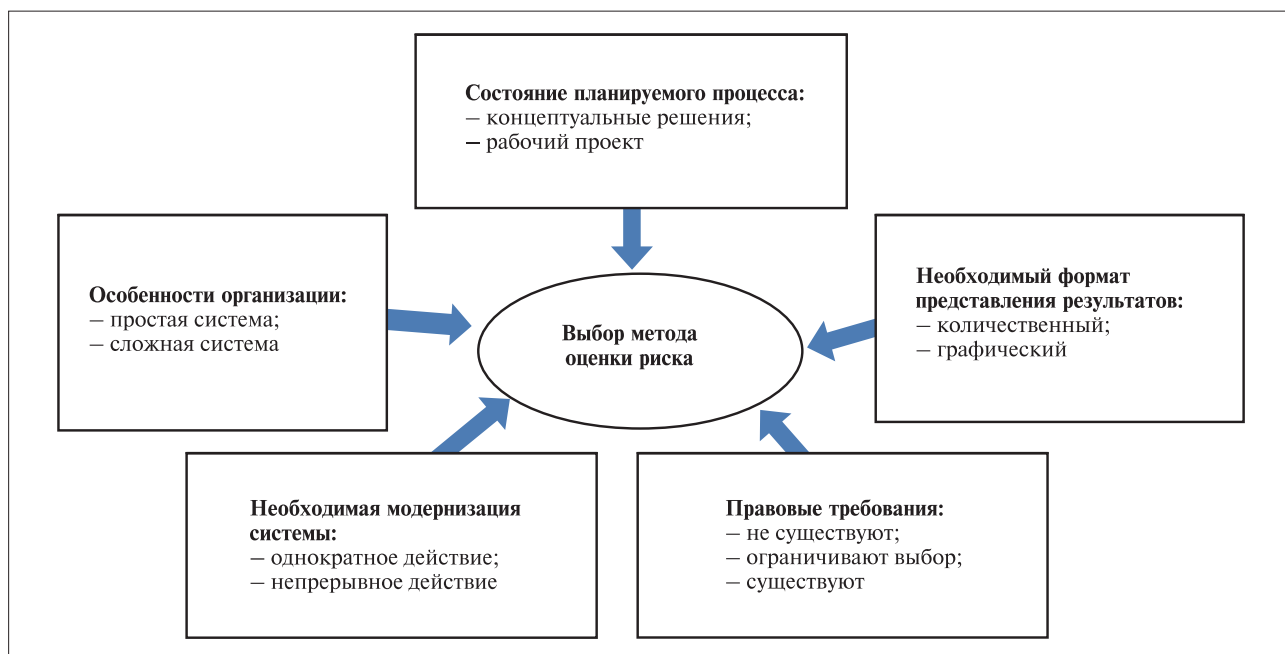 Состояние планируемого процесса:
– концептуальные решения;
– рабочий проект
Особенности организации:
– простая система;
– сложная система
Выбор метода
оценки риска
Необходимый формат
представления результатов:
– количественный;
– графический
Необходимая модернизация
системы:
– однократное действие;
– непрерывное действие
Правовые требования:
– не существуют;
– ограничивают выбор;
– существуют